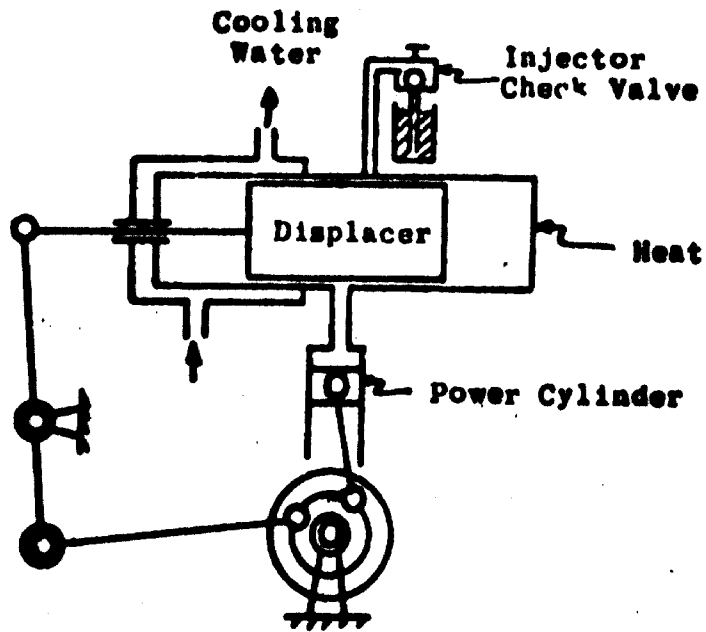 Cooling
Water
Injector
Check Valve
Displacer
Heat
Power Cylinder